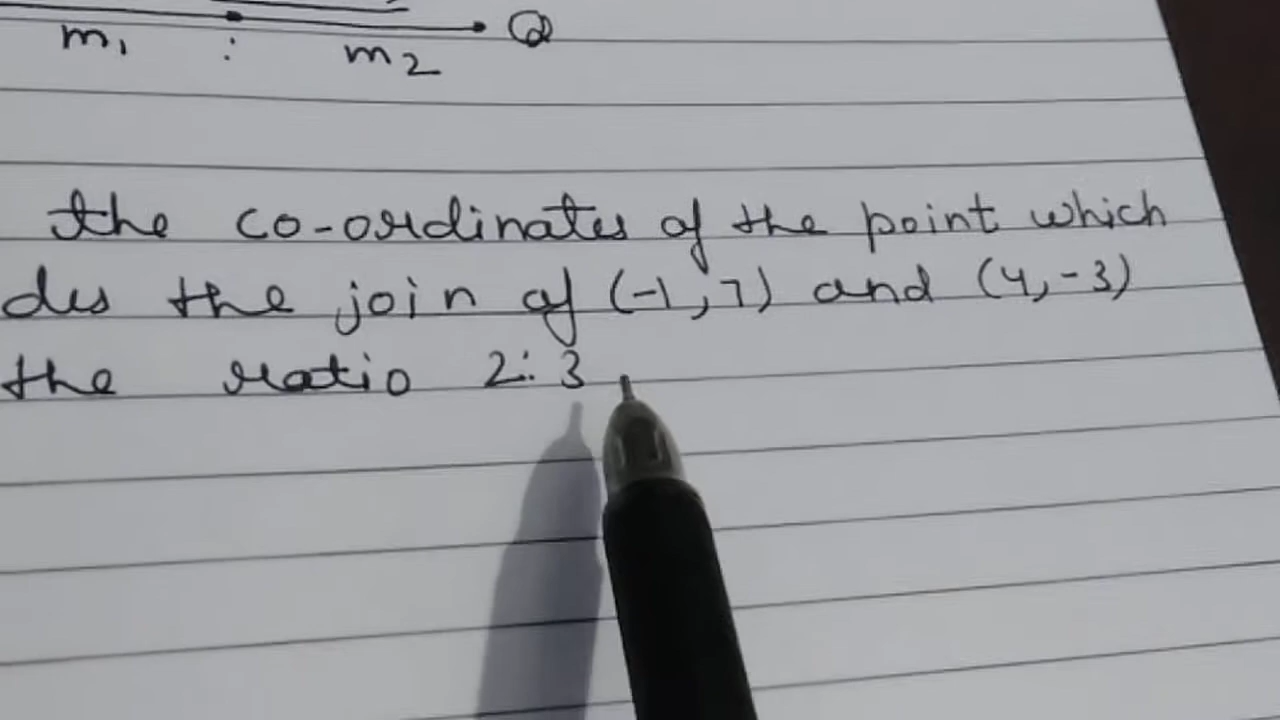 m₁ : m₂ Q
the co-ordinates of the point which
des the join of (-1,7) and (4,-3)
the ratio 2:3